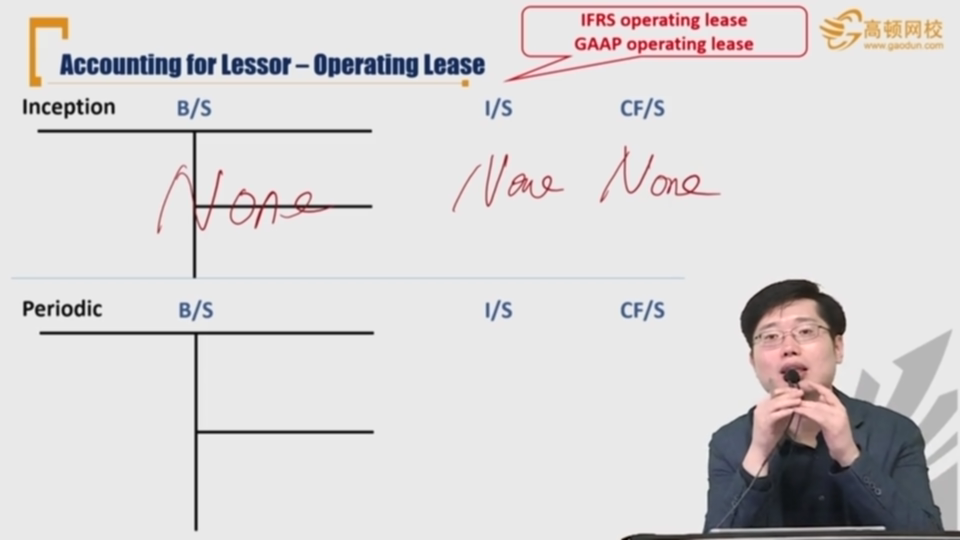 IFRS operating lease
GAAP operating lease
高顿网校
www.gaodun.com
Accounting for Lessor – Operating Lease
Inception B/S I/S CF/S
None None None
Periodic B/S I/S CF/S